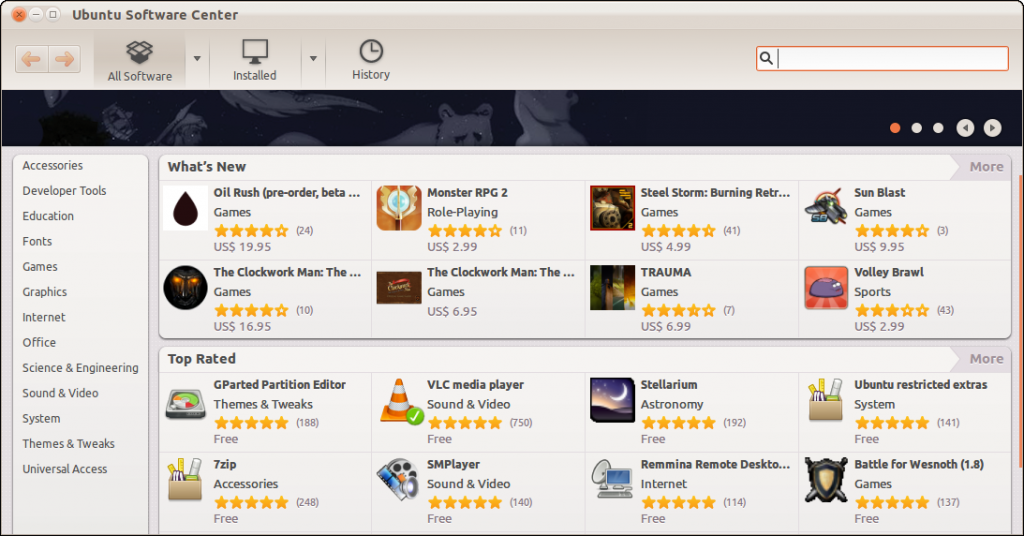 Ubuntu Software Center
All Software
Installed
History
Accessories
Developer Tools
Education
Fonts
Games
Graphics
Internet
Office
Science & Engineering
Sound & Video
System
Themes & Tweaks
Universal Access
What's New
More
Oil Rush (pre-order, beta ...
Games
(24)
US$ 19.95
Monster RPG 2
Role-Playing
(11)
US$ 2.99
Steel Storm: Burning Retr...
Games
(41)
US$ 4.99
Sun Blast
Games
(3)
US$ 9.95
The Clockwork Man: The ...
Games
(10)
US$ 16.95
The Clockwork Man: The ...
Games
US$ 6.95
TRAUMA
Games
(7)
US$ 6.99
Volley Brawl
Sports
(43)
US$ 2.99
Top Rated
More
GParted Partition Editor
Themes & Tweaks
(188)
Free
VLC media player
Sound & Video
(750)
Free
Stellarium
Astronomy
(192)
Free
Ubuntu restricted extras
System
(141)
Free
7zip
Accessories
(248)
Free
SMPlayer
Sound & Video
(140)
Free
Remmina Remote Deskto...
Internet
(114)
Free
Battle for Wesnoth (1.8)
Games
(137)
Free